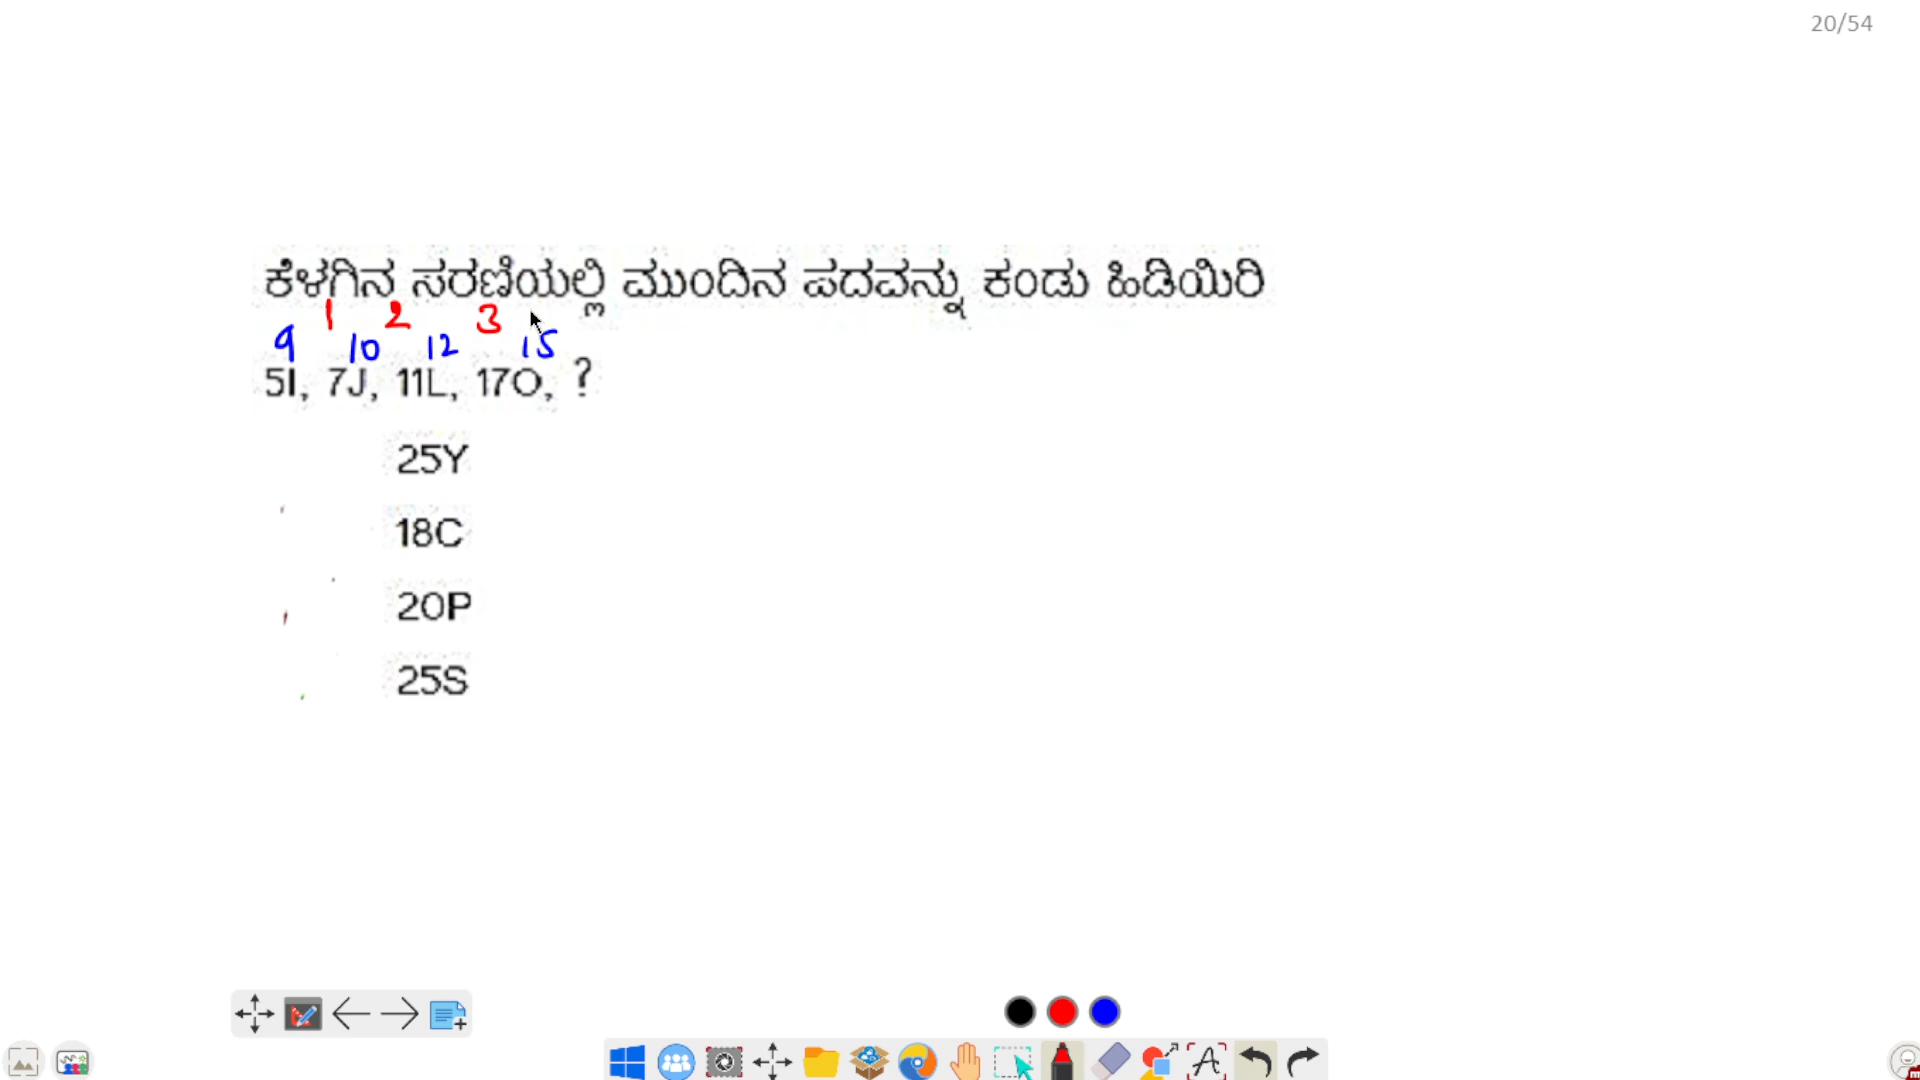 20/54
ಕೆಳಗಿನ ಸರಣಿಯಲ್ಲಿ ಮುಂದಿನ ಪದವನ್ನು ಕಂಡು ಹಿಡಿಯಿರಿ
1 2 3
9 10 12 15
5I, 7J, 11L, 17O, ?
25Y
18C
20P
25S